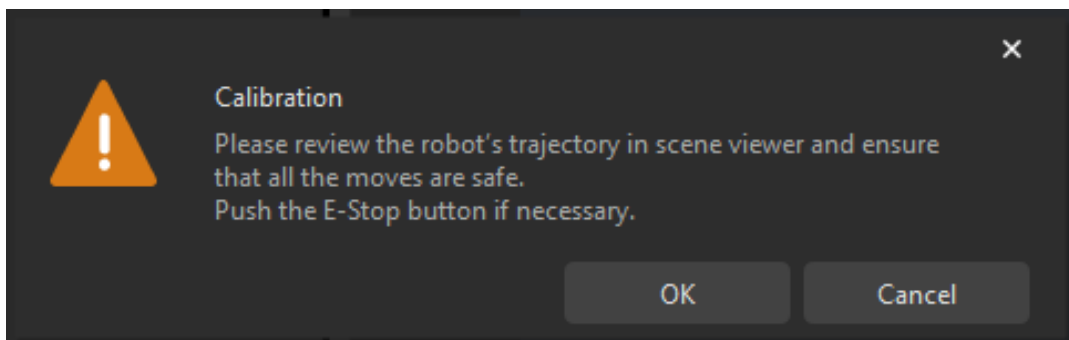 Calibration
Please review the robot's trajectory in scene viewer and ensure
that all the moves are safe.
Push the E-Stop button if necessary.
OK
Cancel